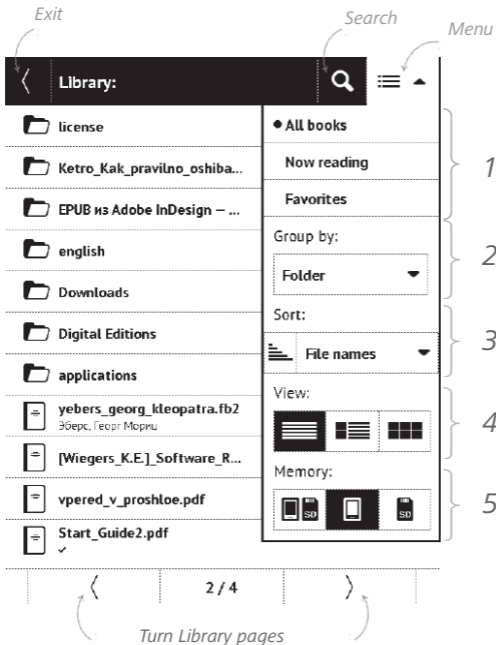 Exit
Search
Menu
Library:
license
Ketro_Kak_pravilno_oshiba...
EPUB из Adobe InDesign — ...
english
Downloads
Digital Editions
applications
yebers_georg_kleopatra.fb2
Эберс, Георг Мориц
[Wiegers_K.E.]_Software_R...
vpered_v_proshloe.pdf
Start_Guide2.pdf
All books
Now reading
Favorites
1
Group by:
Folder
2
Sort:
File names
3
View:
4
Memory:
SD
SD
5
2 / 4
Turn Library pages